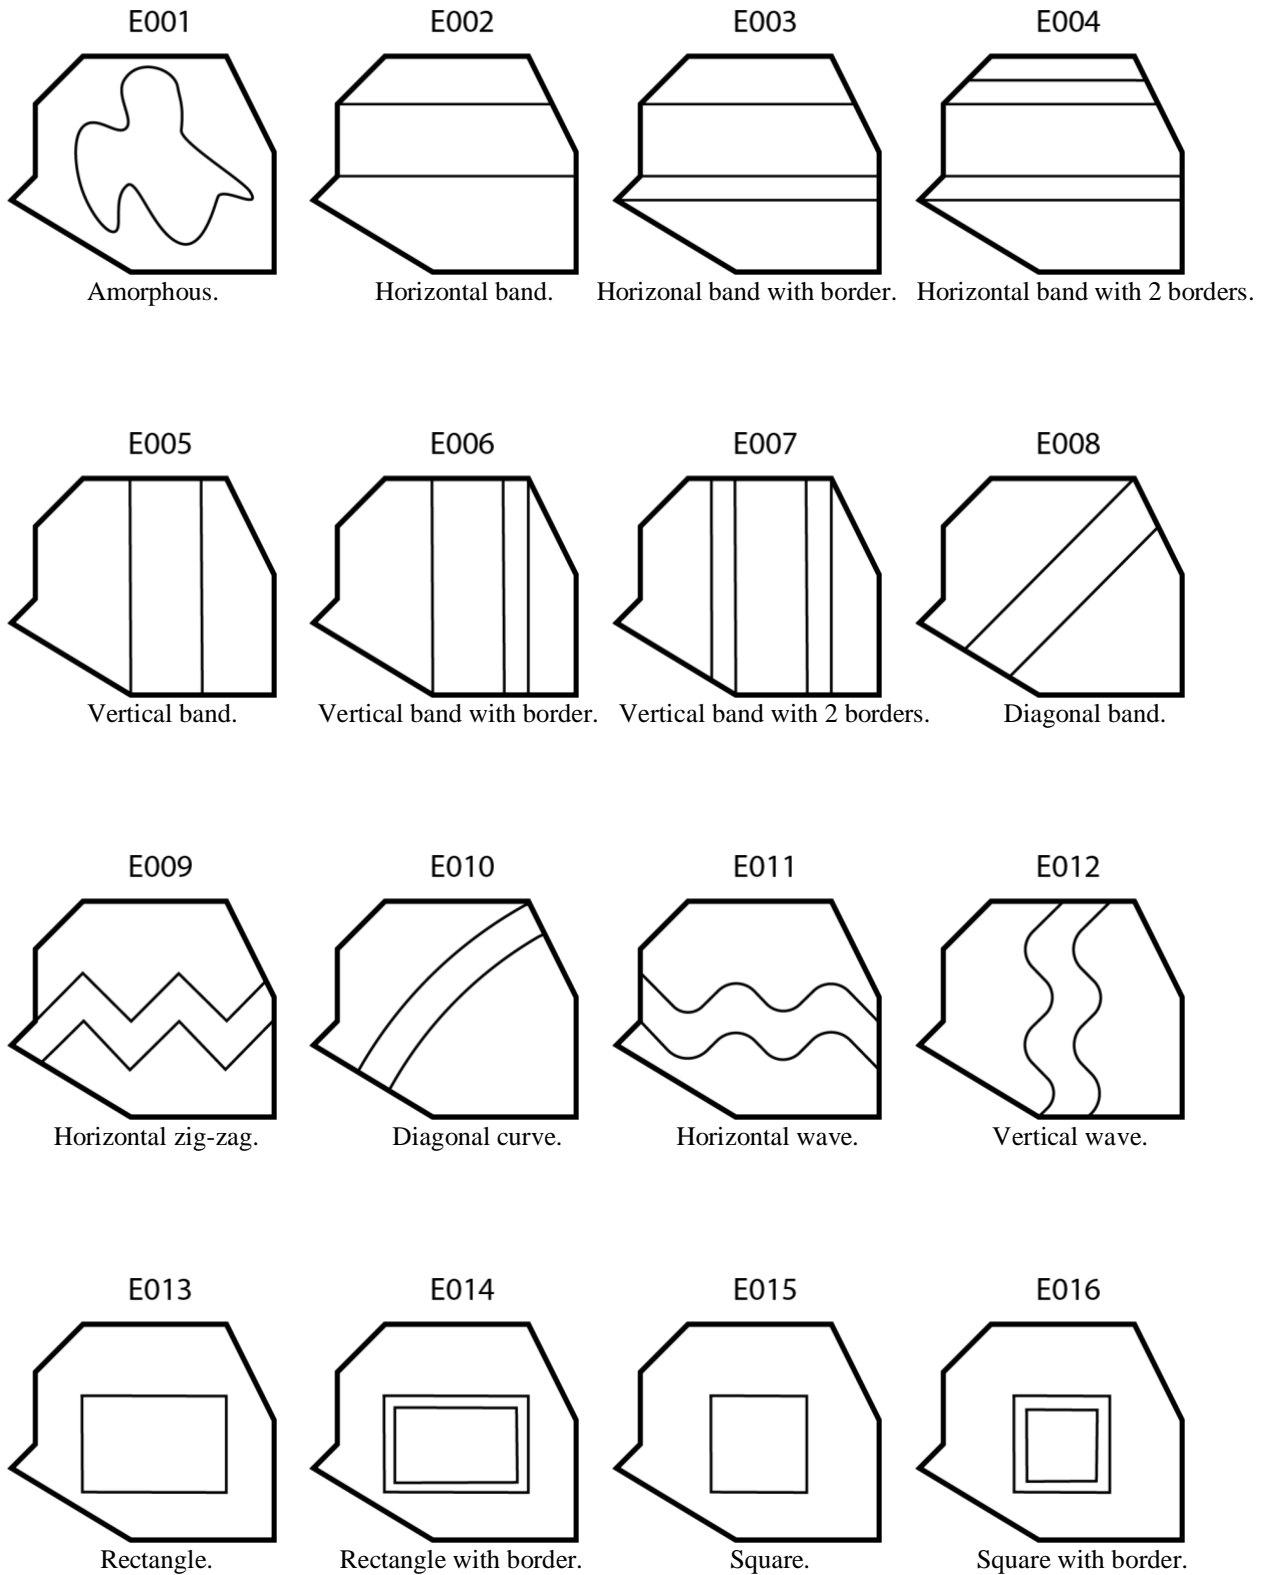 E001 E002 E003 E004
Amorphous. Horizontal band. Horizonal band with border. Horizontal band with 2 borders.
E005 E006 E007 E008
Vertical band. Vertical band with border. Vertical band with 2 borders. Diagonal band.
E009 E010 E011 E012
Horizontal zig-zag. Diagonal curve. Horizontal wave. Vertical wave.
E013 E014 E015 E016
Rectangle. Rectangle with border. Square. Square with border.